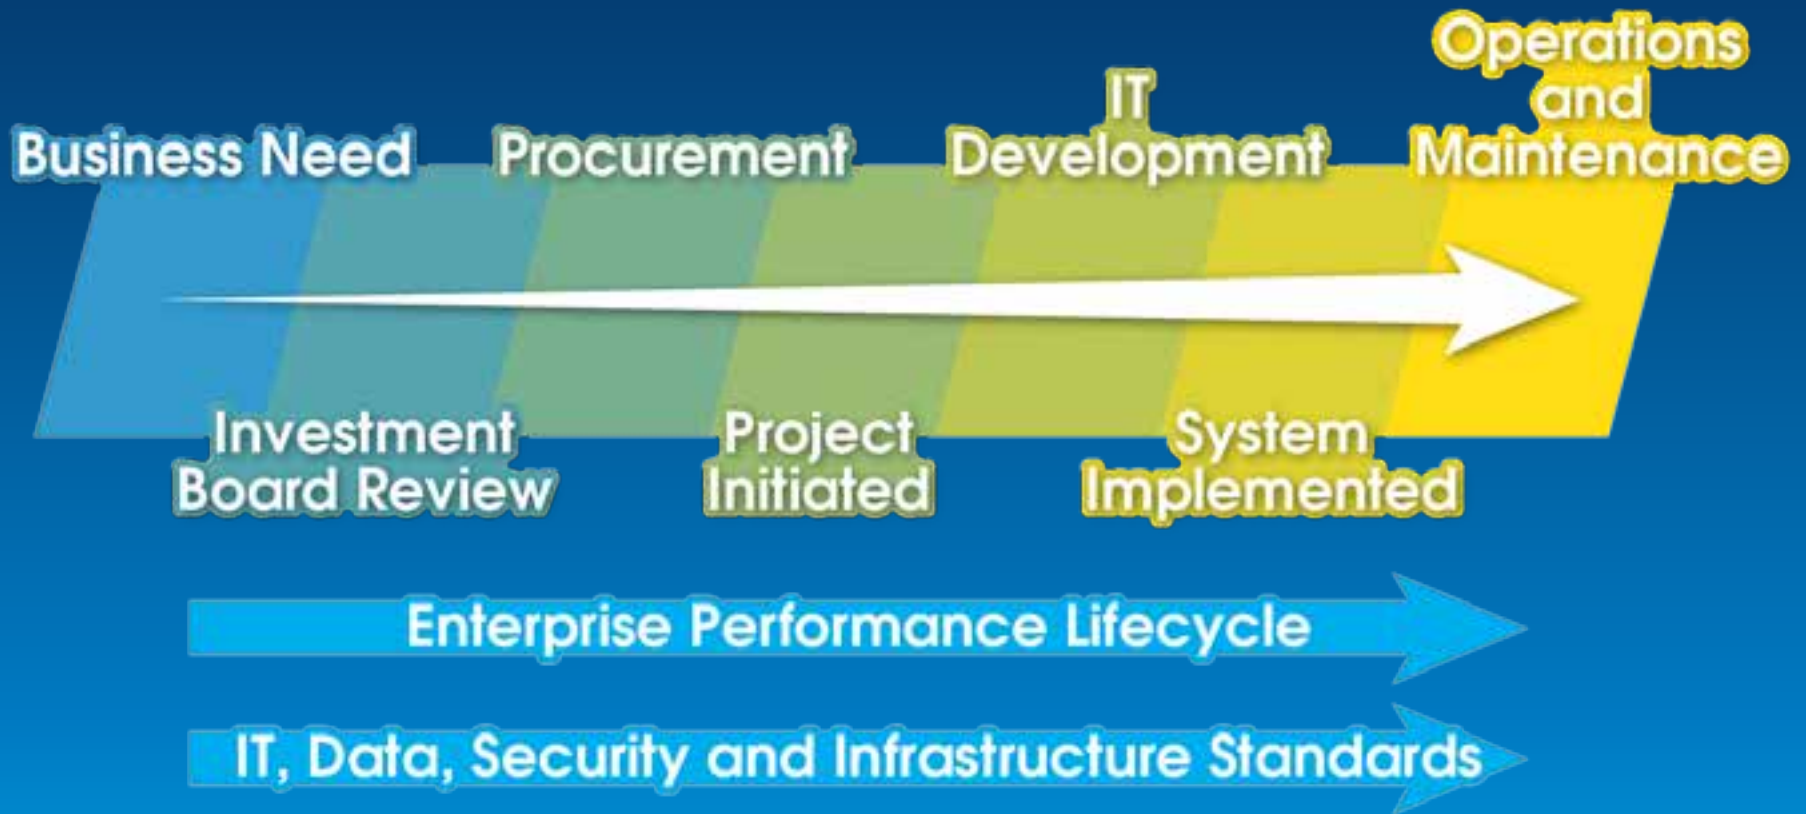 Business Need
Procurement
IT
Development
Operations
and
Maintenance
Investment
Board Review
Project
Initiated
System
Implemented
Enterprise Performance Lifecycle
IT, Data, Security and Infrastructure Standards